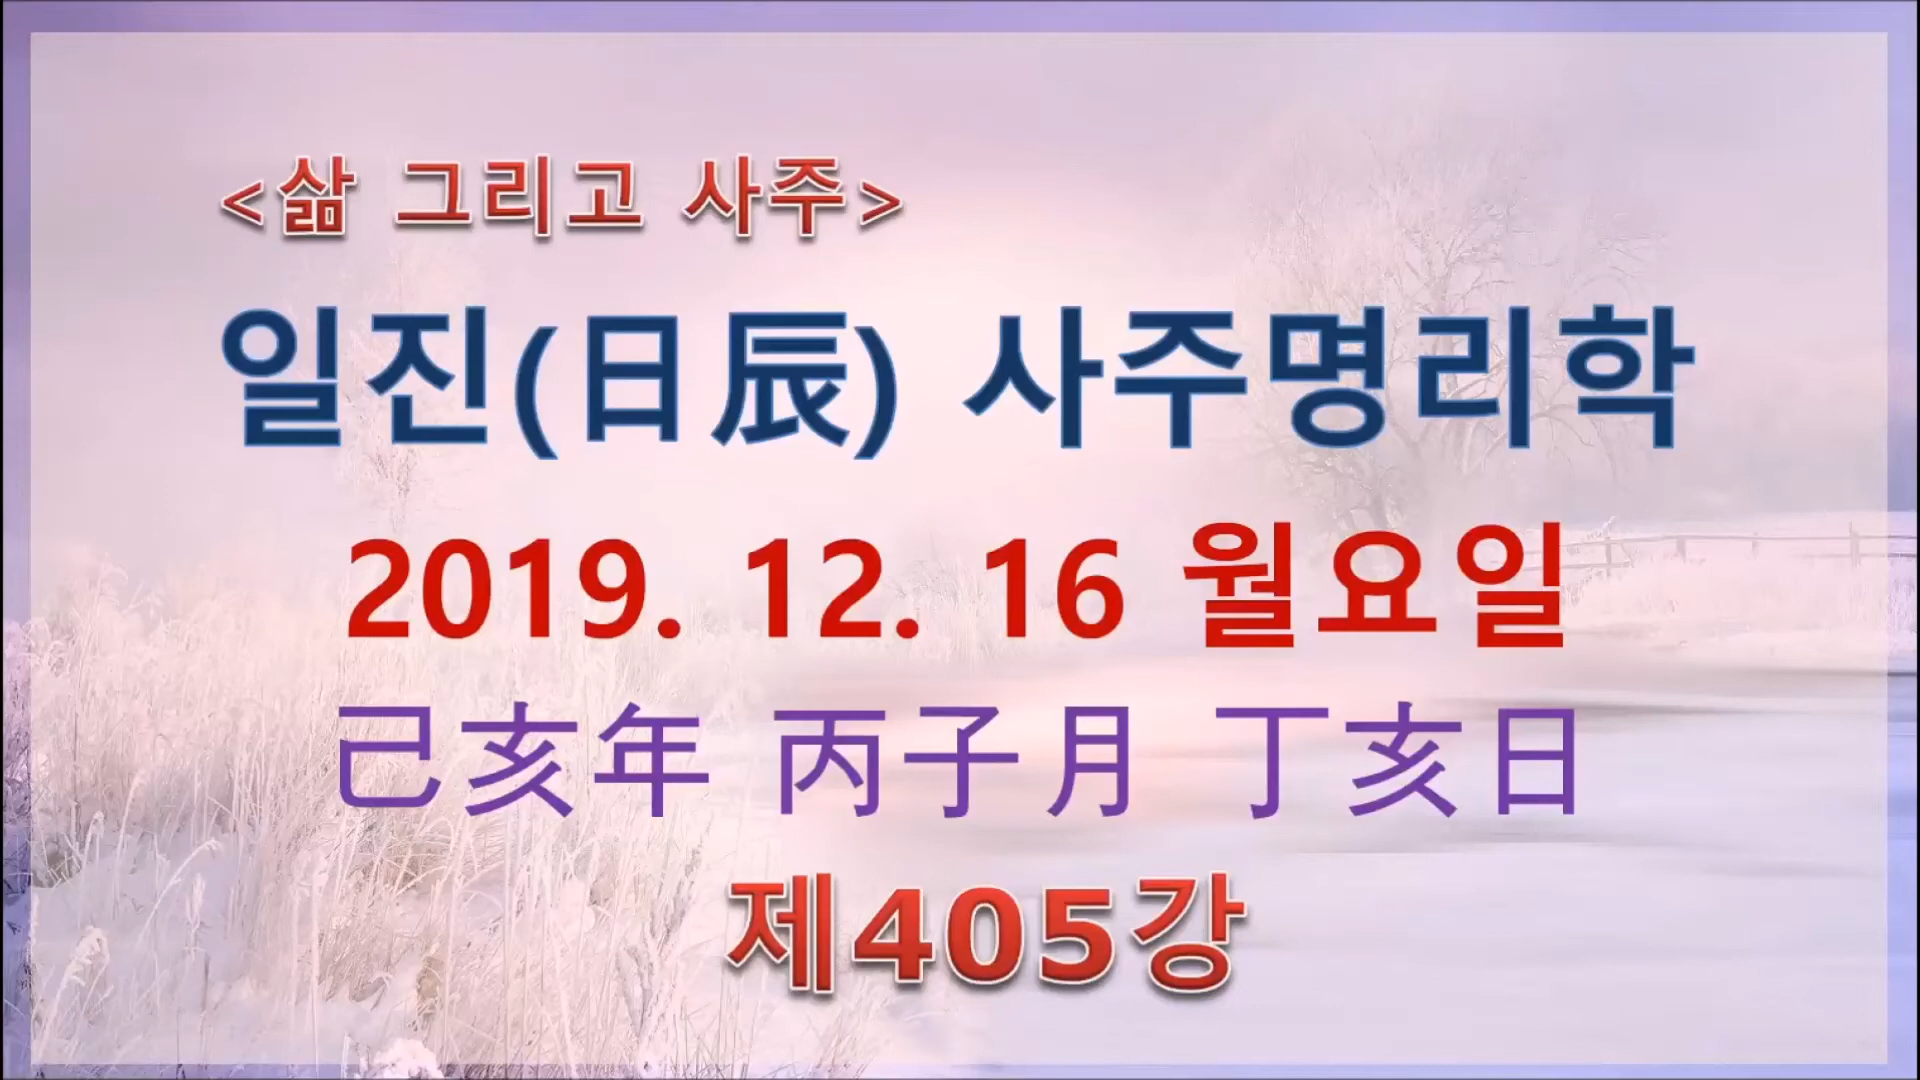 <삶 그리고 사주>
일진(日辰) 사주명리학
2019. 12. 16 월요일
己亥年 丙子月 丁亥日
제405강